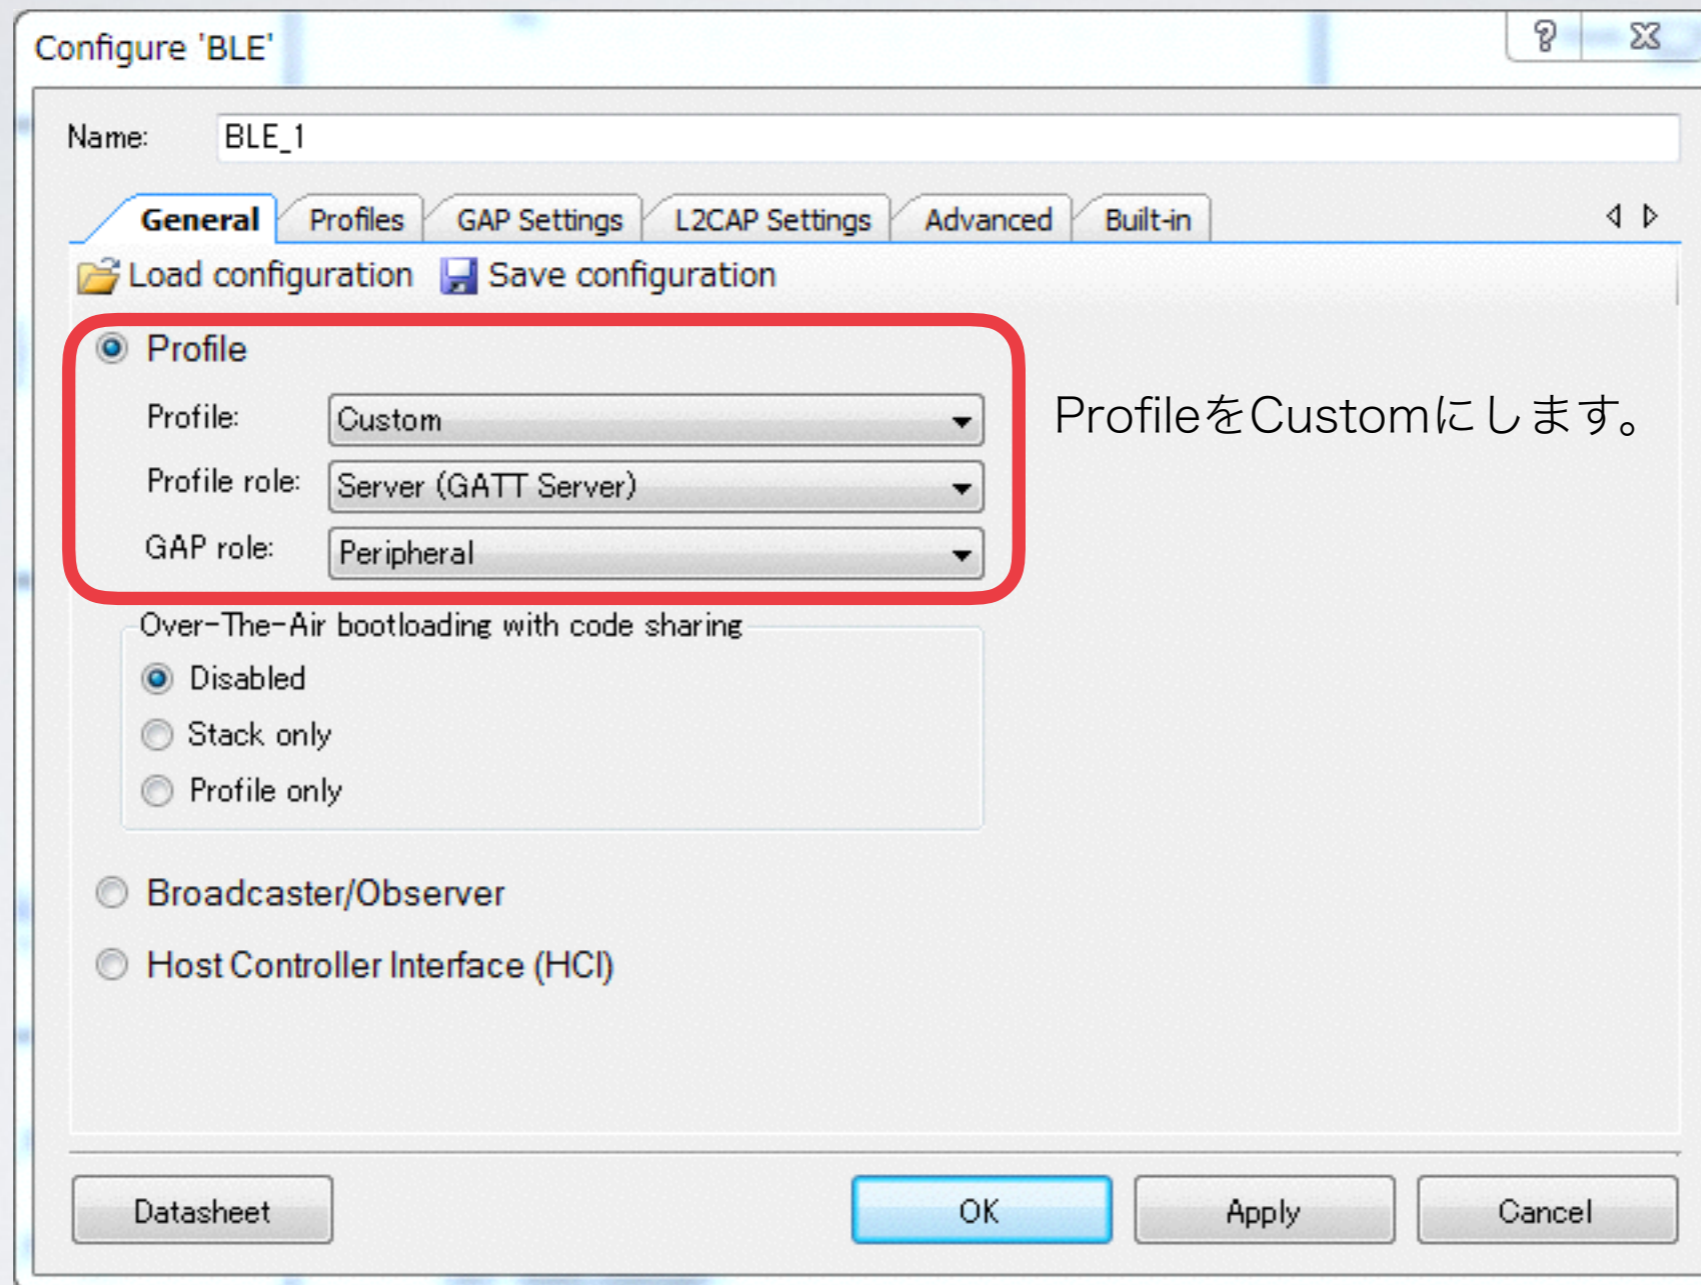 Configure 'BLE'
Name: BLE_1
General Profiles GAP Settings L2CAP Settings Advanced Built-in
Load configuration Save configuration
Profile
Profile: Custom
ProfileをCustomにします。
Profile role: Server (GATT Server)
GAP role: Peripheral
Over-The-Air bootloading with code sharing
Disabled
Stack only
Profile only
Broadcaster/Observer
Host Controller Interface (HCI)
Datasheet OK Apply Cancel